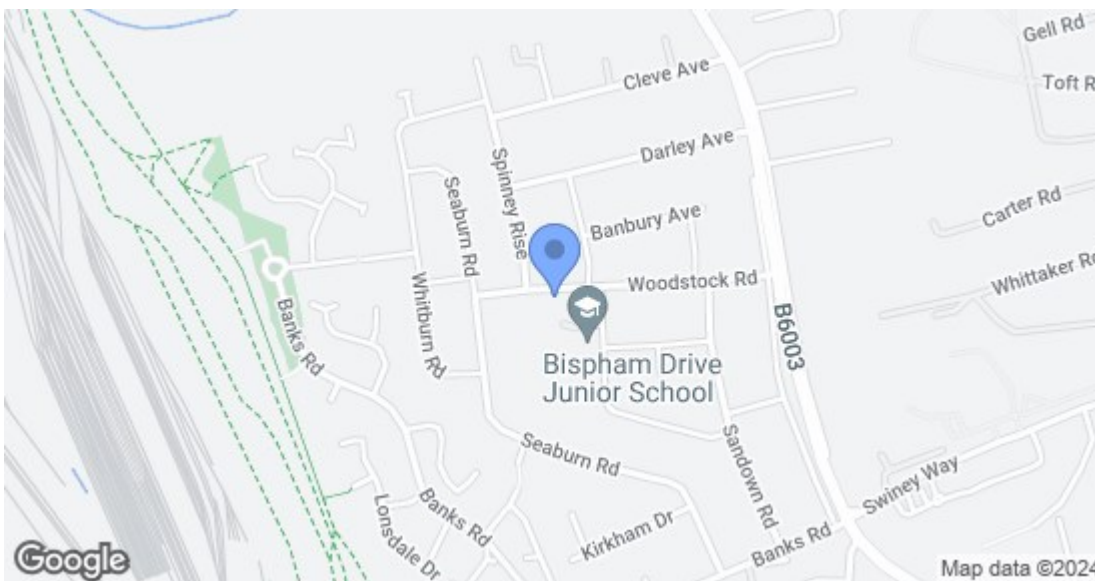 Gell Rd
Cleve Ave
Toft R
Darley Ave
Spinney Rise
Seaburn Rd
Carter Rd
Banbury Ave
Whittaker Rd
Woodstock Rd
Whitburn Rd
Banks Rd
B6003
Bispham Drive
Junior School
Seaburn Rd
Sandown Rd
Swiney Way
Lonsdale Dr
Banks Rd
Kirkham Dr
Banks Rd
Google
Map data ©2024